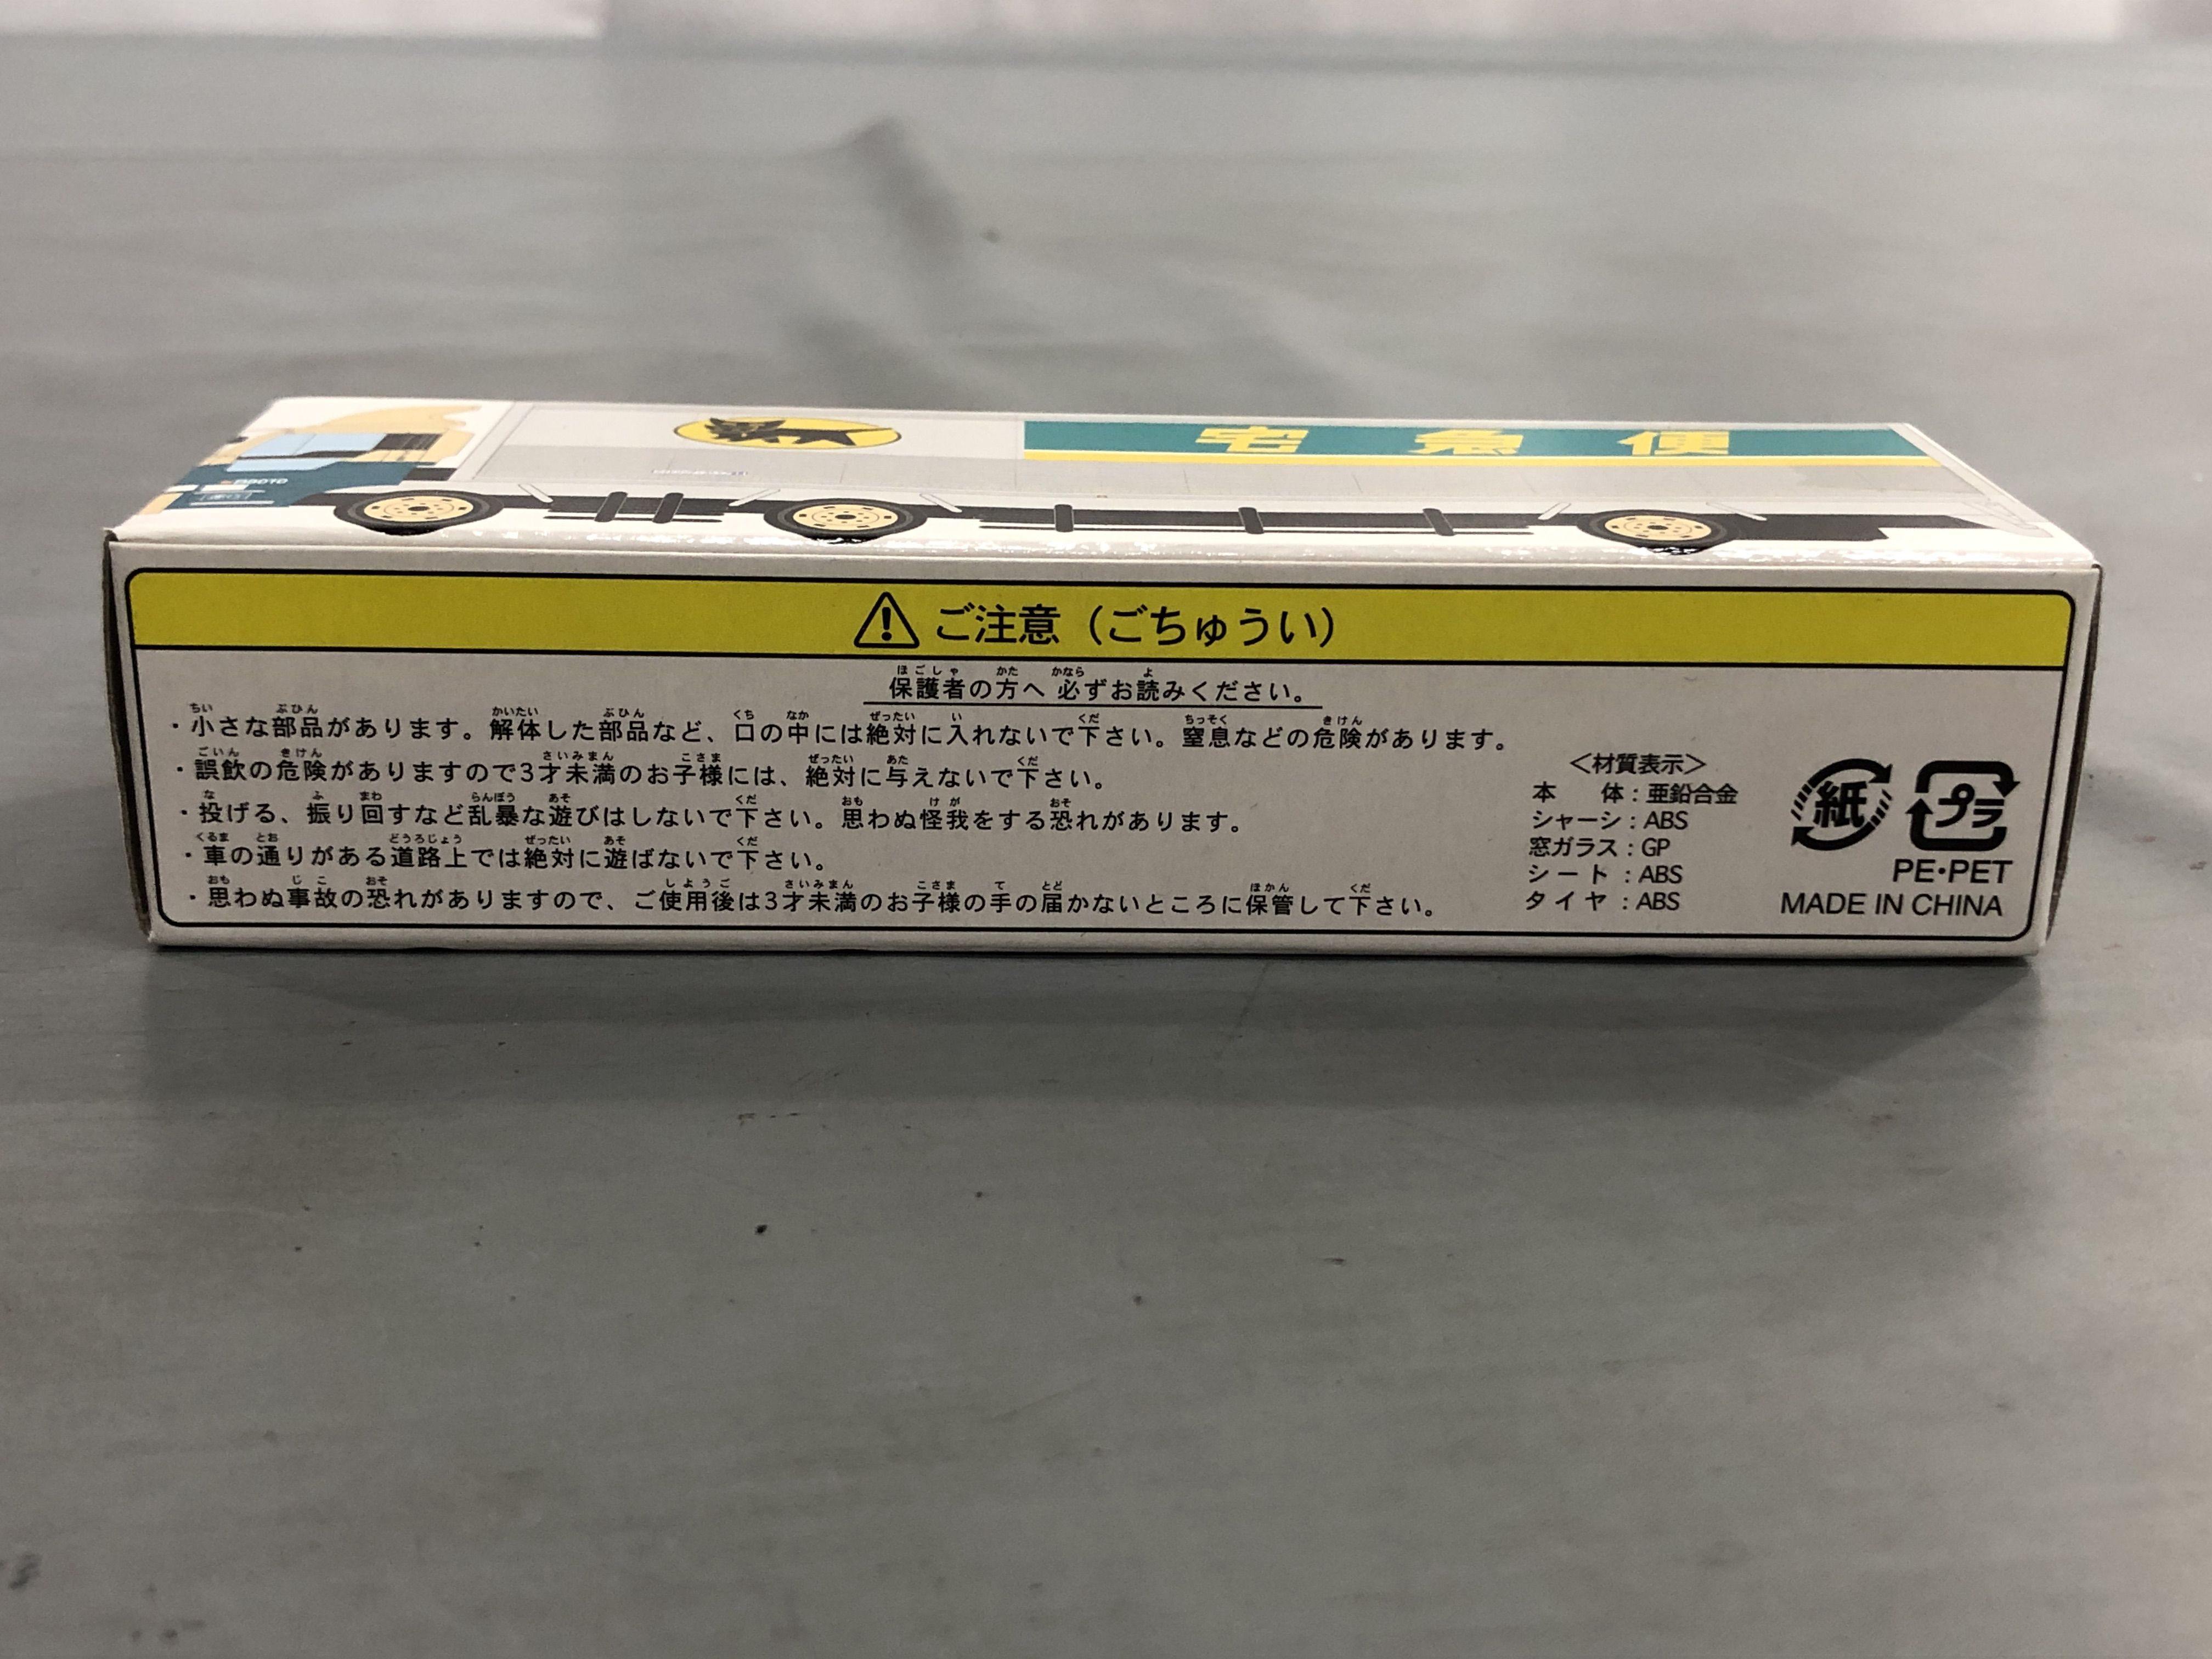 宅急便
ご注意（ごちゅうい）
保護者の方へ 必ずお読みください。
・小さな部品があります。解体した部品など、口の中には絶対に入れないで下さい。窒息などの危険があります。
・誤飲の危険がありますので3才未満のお子様には、絶対に与えないで下さい。
・投げる、振り回すなど乱暴な遊びはしないで下さい。思わぬ怪我をする恐れがあります。
・車の通りがある道路上では絶対に遊ばないで下さい。
・思わぬ事故の恐れがありますので、ご使用後は3才未満のお子様の手の届かないところに保管して下さい。
＜材質表示＞
本　　体：亜鉛合金
シャーシ：ABS
窓ガラス：GP
シート：ABS
タイヤ：ABS
紙 プラ
PE・PET
MADE IN CHINA